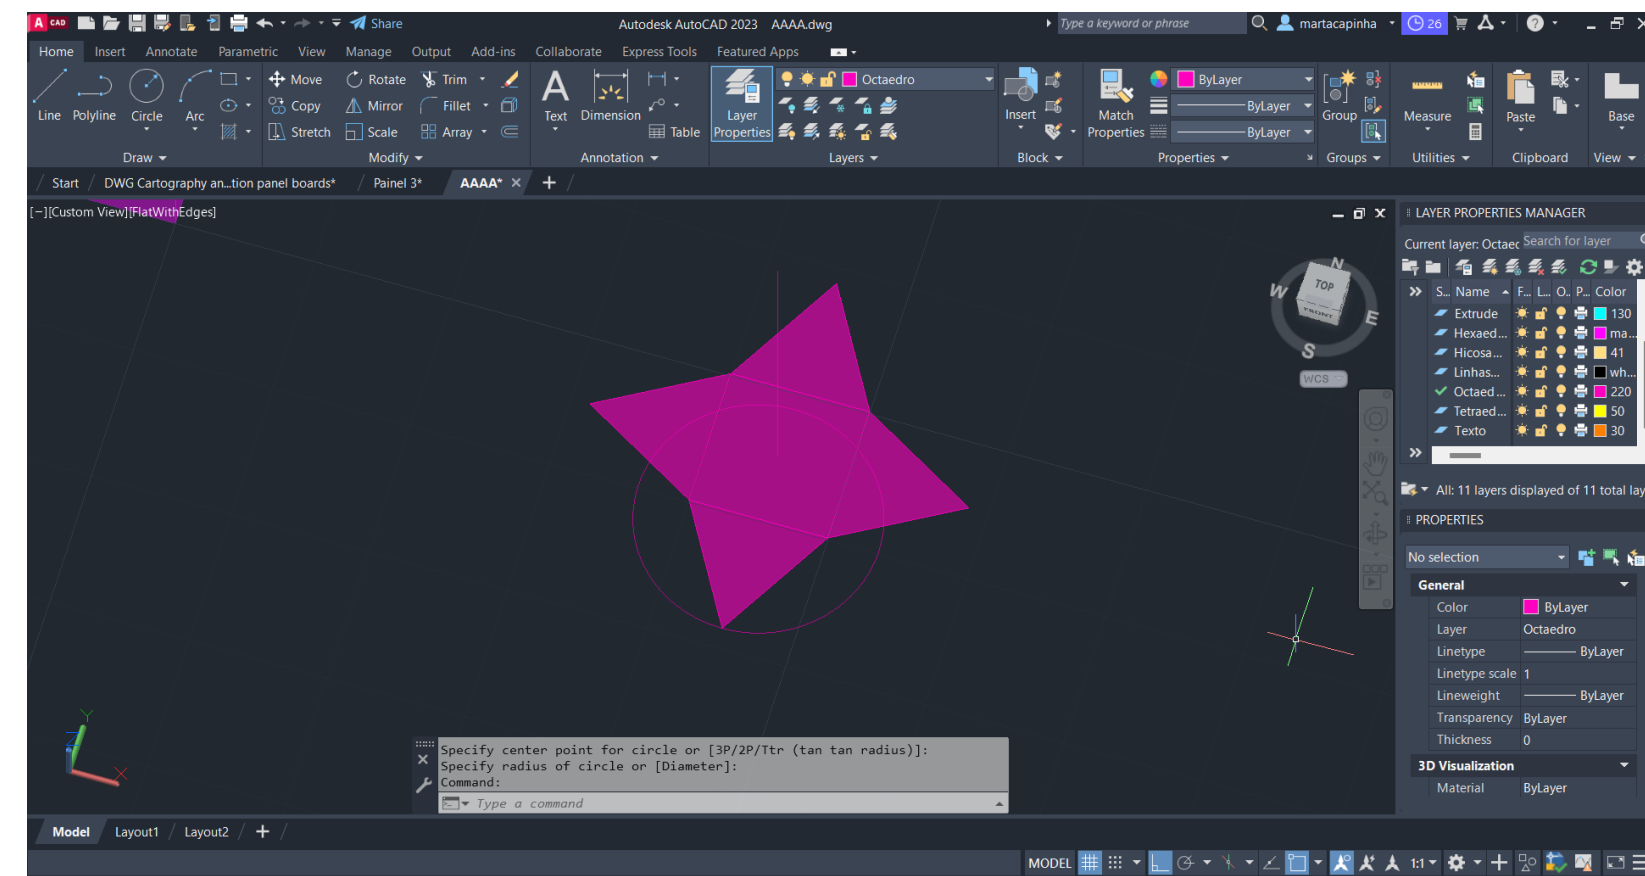 A CAD Share Autodesk AutoCAD 2023 AAAA.dwg Type a keyword or phrase martacapinha 26
Home Insert Annotate Parametric View Manage Output Add-ins Collaborate Express Tools Featured Apps
Line Polyline Circle Arc
Move Rotate Trim
Copy Mirror Fillet
Stretch Scale Array
Text Dimension Table
Layer Properties
Octaedro
Insert
Match Properties
ByLayer
ByLayer
ByLayer
Group Measure Paste Base
Draw Modify Annotation Layers Block Properties Groups Utilities Clipboard View
Start DWG Cartography an...tion panel boards* Painel 3* AAAA*
[−][Custom View][FlatWithEdges]
N
W TOP
FRONT E
S
WCS
LAYER PROPERTIES MANAGER
Current layer: Octaec Search for layer
S... Name F... L... O.. P... Color
Extrude 130
Hexaed... ma...
Hicosa... 41
Linhas... wh...
Octaed... 220
Tetraed... 50
Texto 30
All: 11 layers displayed of 11 total lay
PROPERTIES
No selection
General
Color ByLayer
Layer Octaedro
Linetype ByLayer
Linetype scale 1
Lineweight ByLayer
Transparency ByLayer
Thickness 0
3D Visualization
Material ByLayer
Y
X
Specify center point for circle or [3P/2P/Ttr (tan tan radius)]:
Specify radius of circle or [Diameter]:
Command:
Type a command
Model Layout1 Layout2
MODEL 1:1